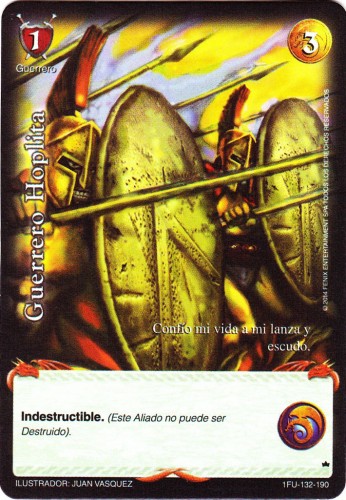 1
3
Guerrero
Guerrero Hoplita
© 2014 FENIX ENTERTAINMENT SPA TODOS LOS DERECHOS RESERVADOS
Confío mi vida a mi lanza y
escudo.
Indestructible. (Este Aliado no puede ser
Destruido).
ILUSTRADOR: JUAN VASQUEZ
1FU-132-190